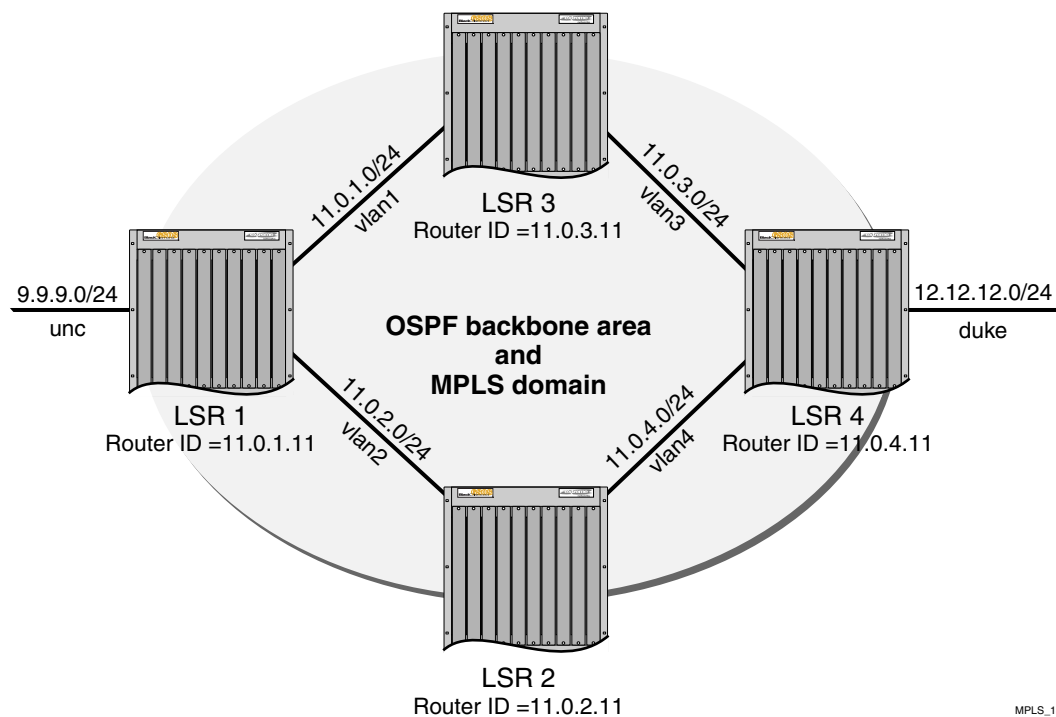 11.0.1.0/24
vlan1
LSR 3
Router ID =11.0.3.11
11.0.3.0/24
vlan3
9.9.9.0/24
unc
LSR 1
Router ID =11.0.1.11
OSPF backbone area
and
MPLS domain
12.12.12.0/24
duke
LSR 4
Router ID =11.0.4.11
11.0.2.0/24
vlan2
11.0.4.0/24
vlan4
LSR 2
Router ID =11.0.2.11
MPLS_1